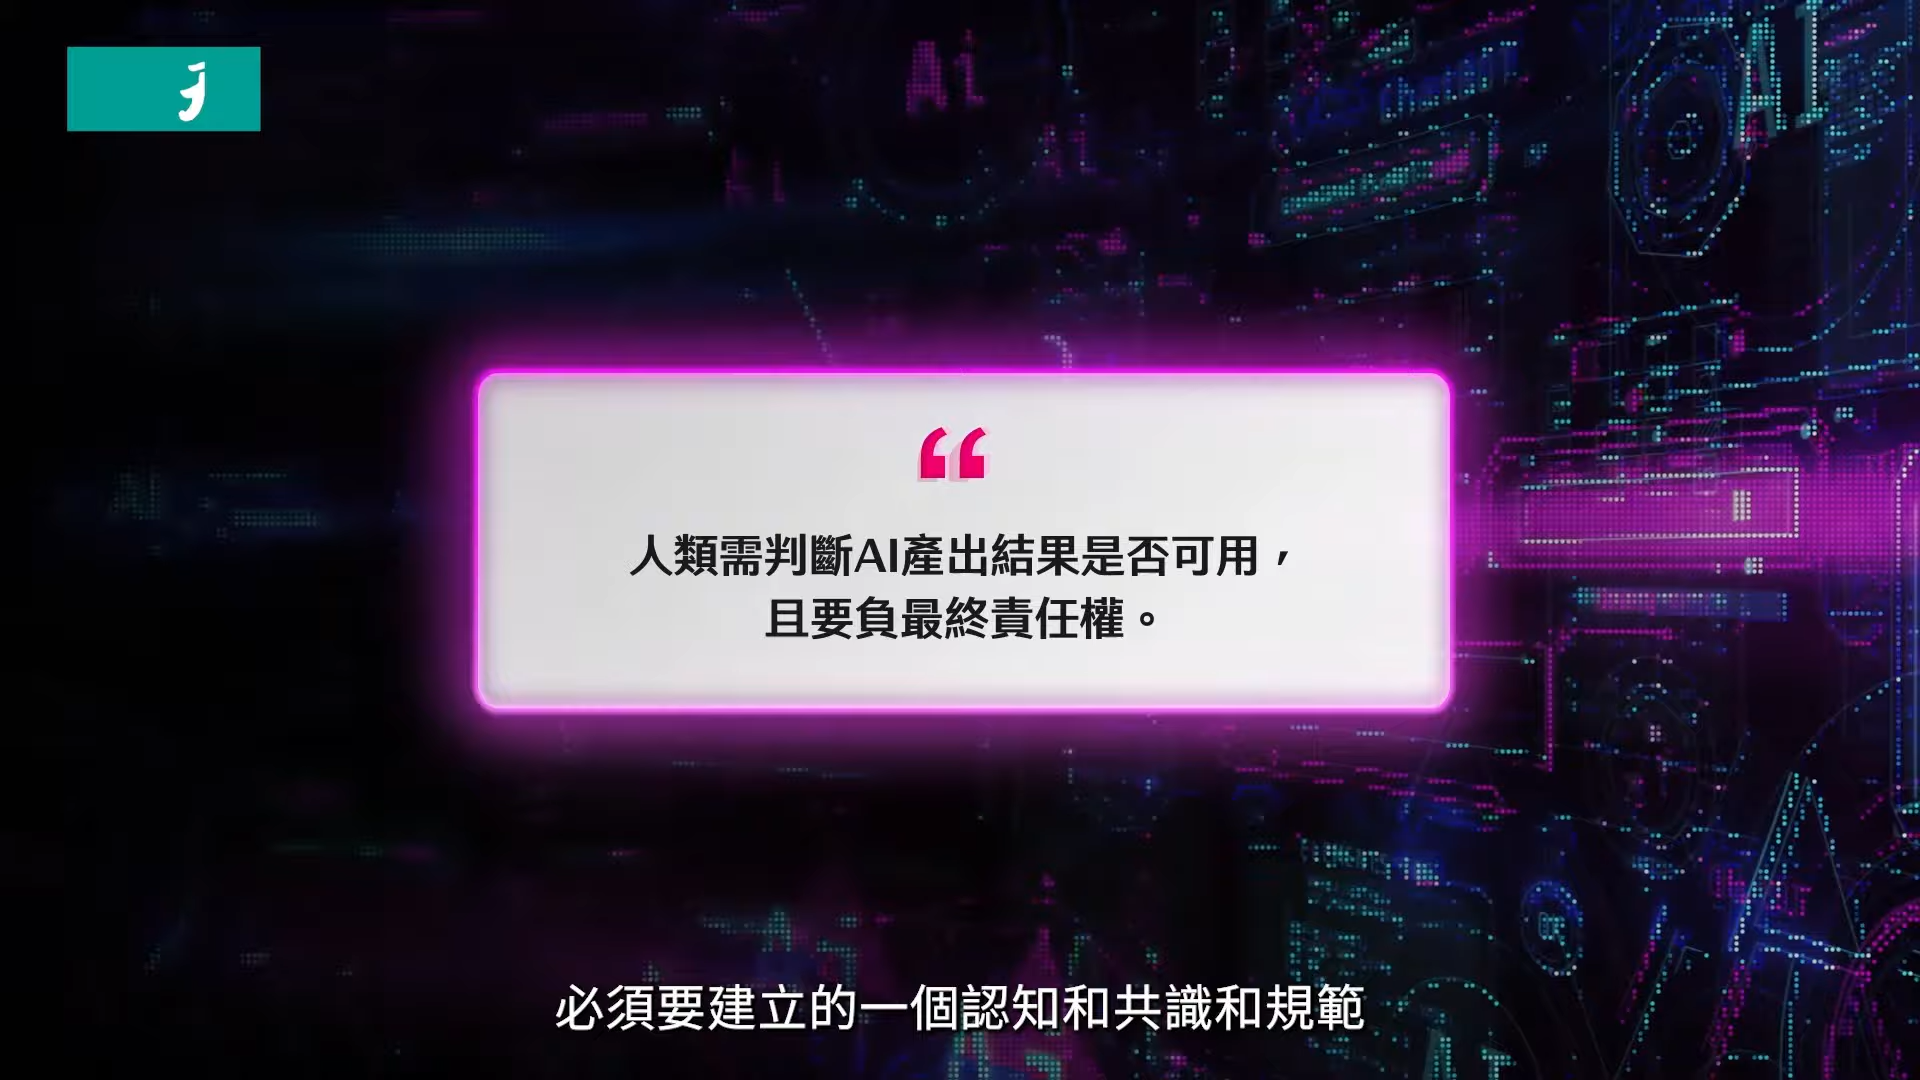 Ai
AI
人類需判斷AI產出結果是否可用，
且要負最終責任權。
必須要建立的一個認知和共識和規範